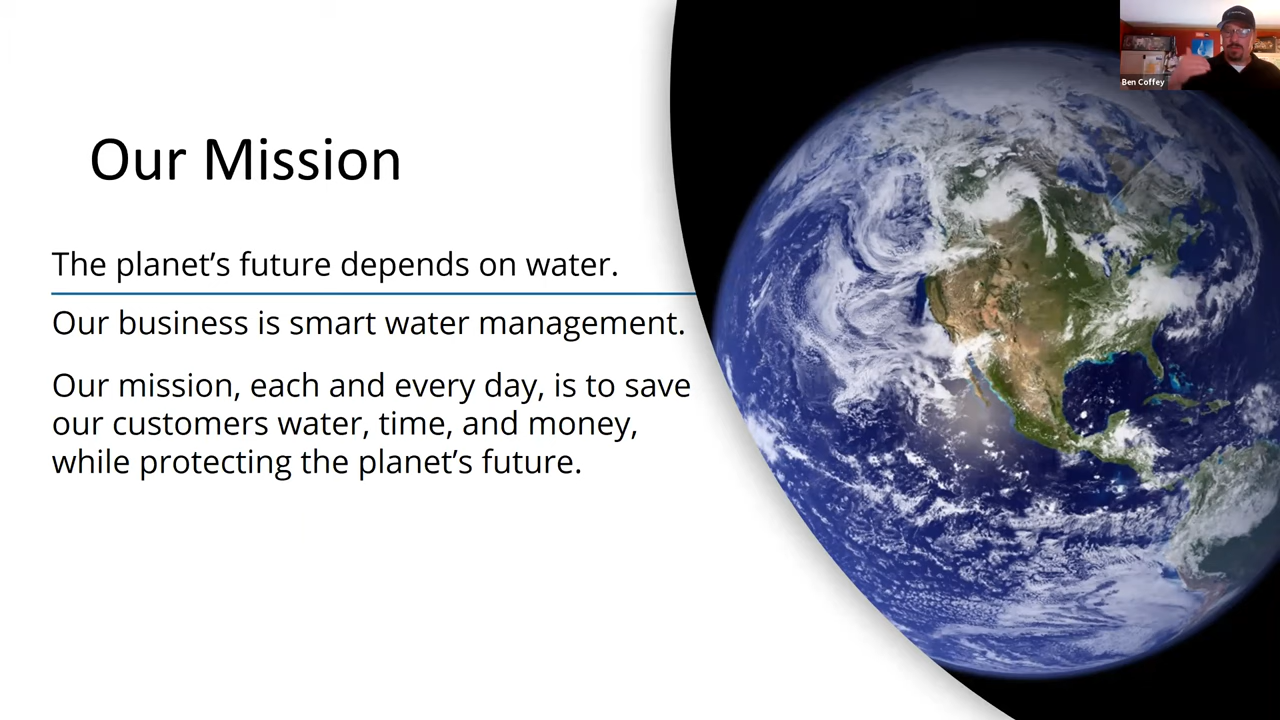 Our Mission
The planet’s future depends on water.
Our business is smart water management.
Our mission, each and every day, is to save
our customers water, time, and money,
while protecting the planet’s future.
Ben Coffey